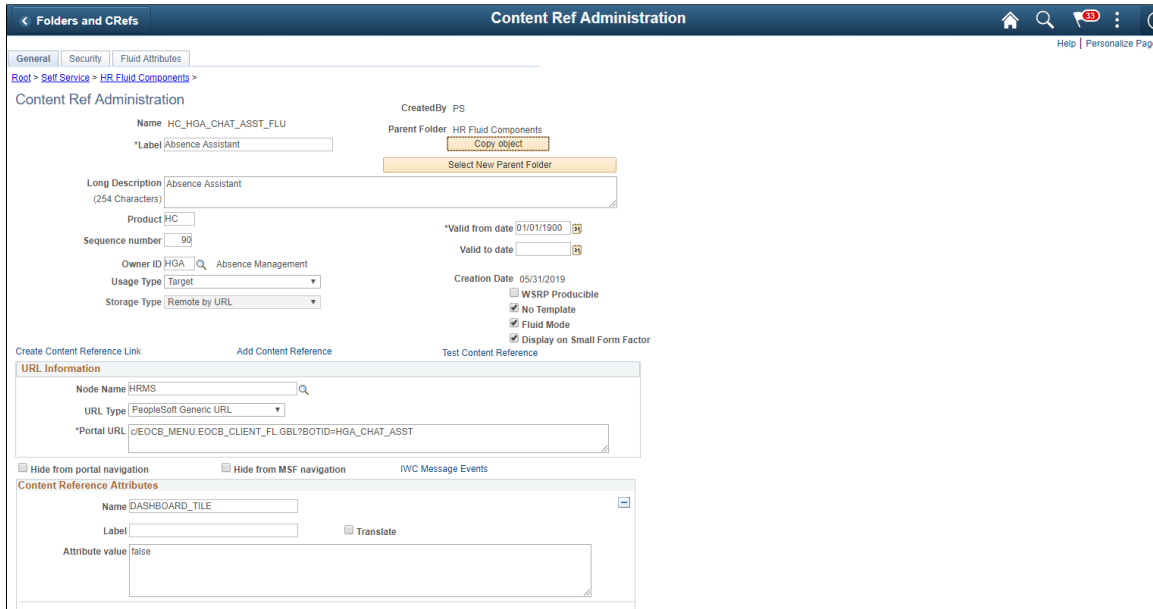 Folders and CRefs
Content Ref Administration
33
Help | Personalize Pag
General Security Fluid Attributes
Root > Self Service > HR Fluid Components >
Content Ref Administration
CreatedBy PS
Name HC_HGA_CHAT_ASST_FLU
Parent Folder HR Fluid Components
*Label Absence Assistant
Copy object
Select New Parent Folder
Long Description Absence Assistant
(254 Characters)
Product HC
*Valid from date 01/01/1900
31
Sequence number 90
Valid to date
31
Owner ID HGA Absence Management
Creation Date 05/31/2019
Usage Type Target
WSRP Producible
Storage Type Remote by URL
No Template
Fluid Mode
Display on Small Form Factor
Create Content Reference Link Add Content Reference Test Content Reference
URL Information
Node Name HRMS
URL Type PeopleSoft Generic URL
*Portal URL c/EOCB_MENU.EOCB_CLIENT_FL.GBL?BOTID=HGA_CHAT_ASST
Hide from portal navigation Hide from MSF navigation IWC Message Events
Content Reference Attributes
Name DASHBOARD_TILE
Label Translate
Attribute value false